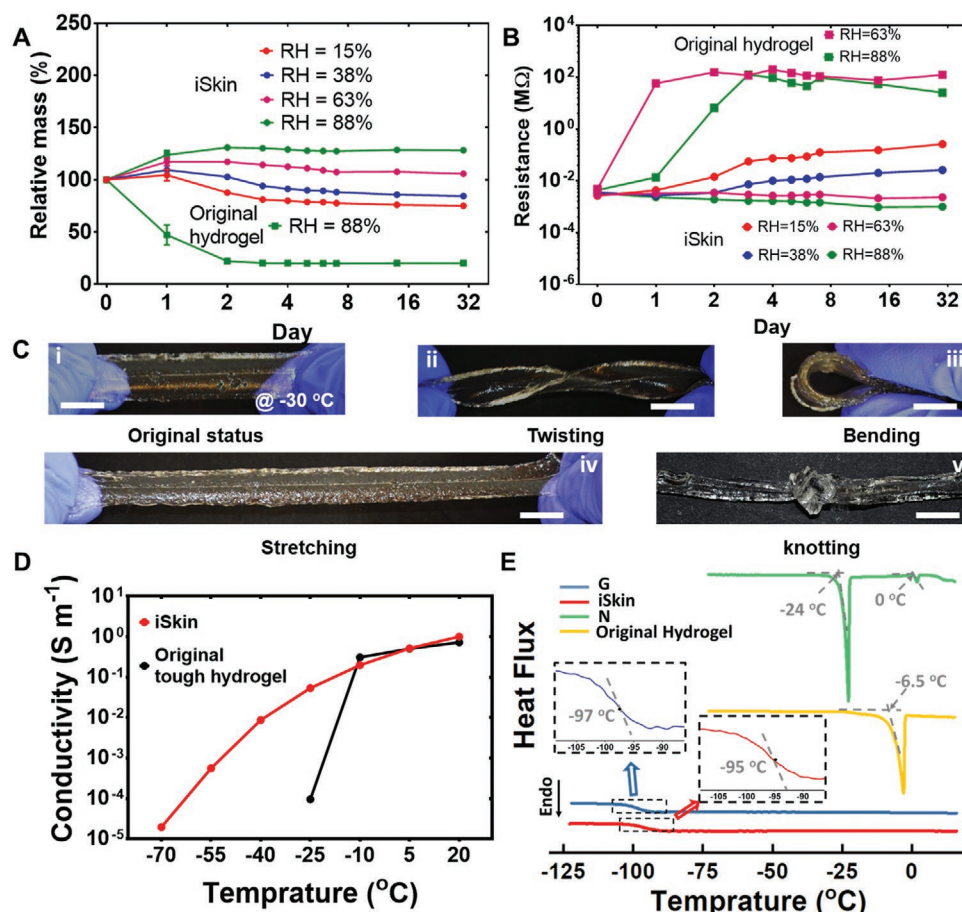 A
Relative mass (%)
250
200
150
100
50
0
iSkin
RH = 15%
RH = 38%
RH = 63%
RH = 88%
Original
hydrogel
RH = 88%
0 1 2 4 8 16 32
Day
B
Resistance (MΩ)
10⁴
10²
10⁰
10⁻²
10⁻⁴
10⁻⁶
Original hydrogel
RH=63%
RH=88%
iSkin
RH=15%
RH=63%
RH=38%
RH=88%
0 1 2 4 8 16 32
Day
C
i
@ -30 °C
Original status
ii
Twisting
iii
Bending
iv
Stretching
v
knotting
D
Conductivity (S m⁻¹)
10¹
10⁰
10⁻¹
10⁻²
10⁻³
10⁻⁴
10⁻⁵
iSkin
Original
tough hydrogel
-70 -55 -40 -25 -10 5 20
Temprature (°C)
E
Heat Flux
Endo
G
iSkin
N
Original Hydrogel
-24 °C
0 °C
-6.5 °C
-97 °C
-105 -100 -95 -90
-95 °C
-105 -100 -95 -90
-125 -100 -75 -50 -25 0
Temprature (°C)